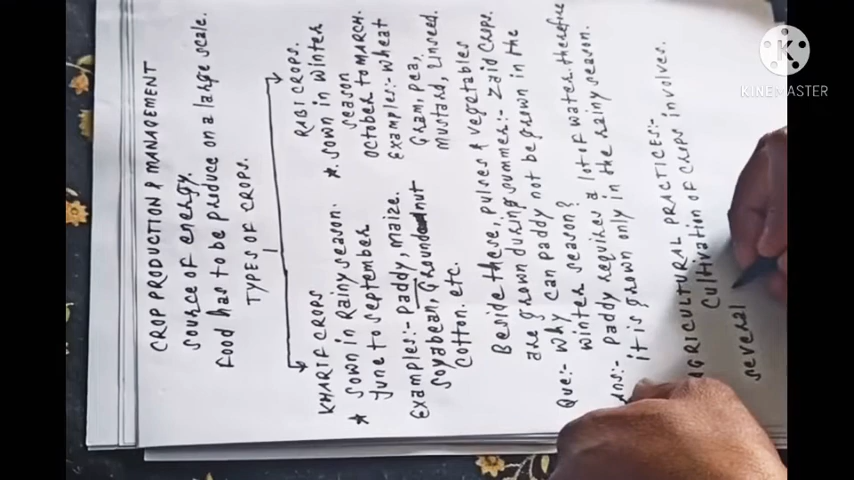 CROP PRODUCTION & MANAGEMENT
source of energy.
Food has to be produce on a large scale.
TYPES OF CROPS.
KHARIF CROPS
★ Sown in Rainy season.
June to September
Examples:- Paddy, maize.
Soyabean, Groundnut
Cotton. etc.
RABI CROPS.
★. Sown in winter
season
October to MARCH.
Examples:- wheat
Gram, Pea,
Mustard, Linseed.
Beside these, pulses & vegetables
are grown during summer:- Zaid crops.
Que:- Why can paddy not be grown in the
winter season?
Ans:- Paddy requires a lot of water. therefore
it is grown only in the rainy season.
AGRICULTURAL PRACTICES:-
Cultivation of crops involves.
several
KINEMASTER